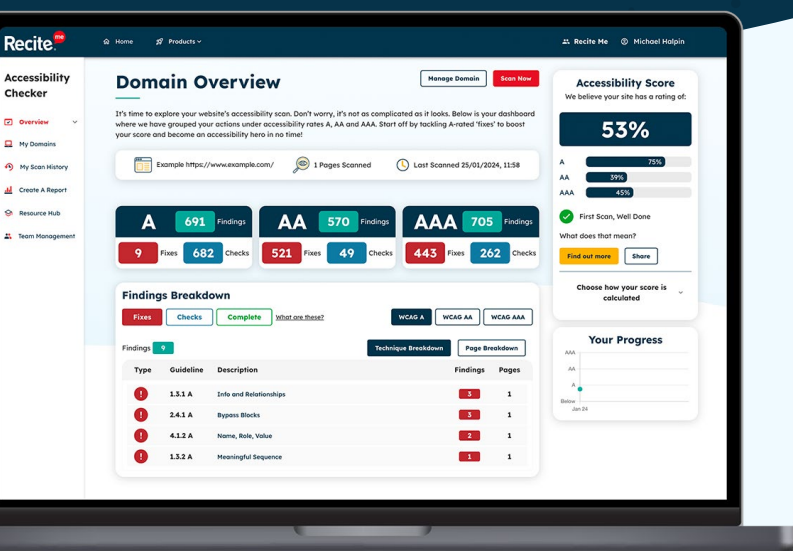 Recite me
Home
Products
Recite Me
Michael Halpin
Accessibility
Checker
Overview
My Domains
My Scan History
Create A Report
Resource Hub
Team Management
Domain Overview
Manage Domain
Scan Now
It's time to explore your website's accessibility scan. Don't worry, it's not as complicated as it looks. Below is your dashboard
where we have grouped your actions under accessibility rates A, AA and AAA. Start off by tackling A-rated 'fixes' to boost
your score and become an accessibility hero in no time!
Example https://www.example.com/
1 Pages Scanned
Last Scanned 25/01/2024, 11:58
A 691 Findings
9 Fixes 682 Checks
AA 570 Findings
521 Fixes 49 Checks
AAA 705 Findings
443 Fixes 262 Checks
Findings Breakdown
Fixes Checks Complete What are these?
WCAG A WCAG AA WCAG AAA
Findings 9
Technique Breakdown Page Breakdown
Type Guideline Description Findings Pages
! 1.3.1 A Info and Relationships 3 1
! 2.4.1 A Bypass Blocks 3 1
! 4.1.2 A Name, Role, Value 2 1
! 1.3.2 A Meaningful Sequence 1 1
Accessibility Score
We believe your site has a rating of:
53%
A 75%
AA 39%
AAA 45%
First Scan, Well Done
What does that mean?
Find out more Share
Choose how your score is
calculated
Your Progress
AAA
AA
A
Below
Jan 24